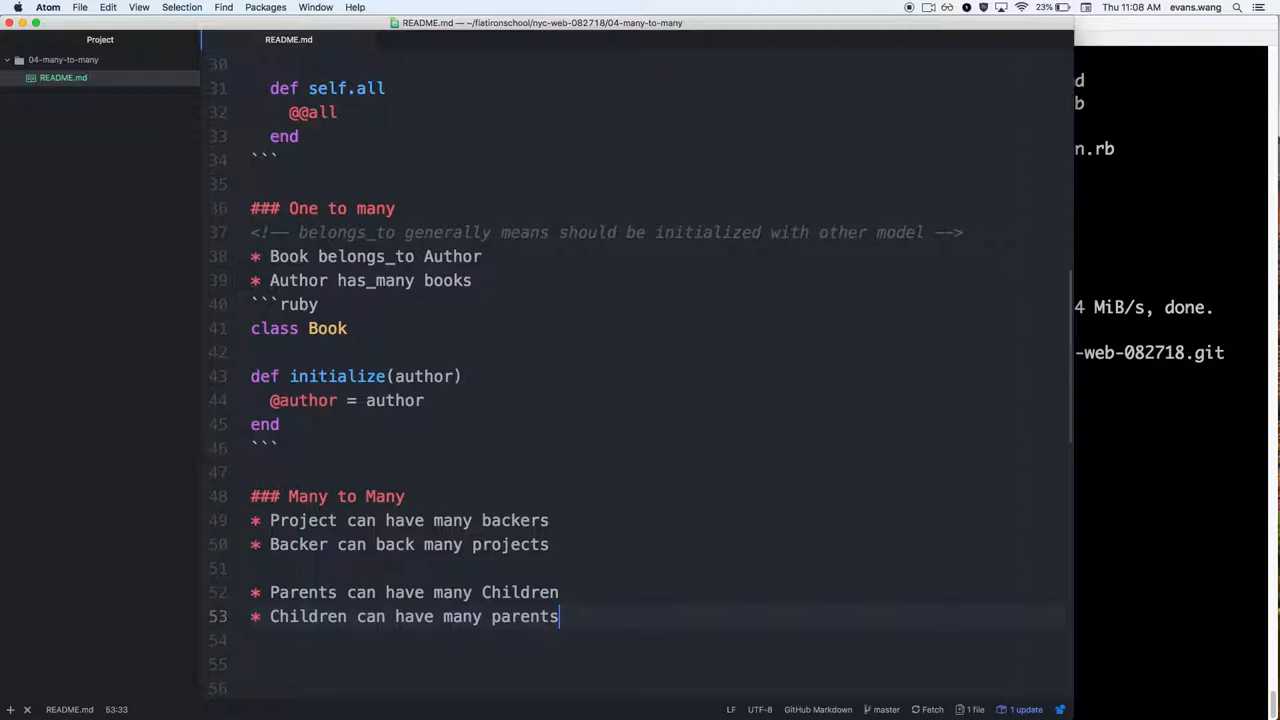 Atom File Edit View Selection Find Packages Window Help
23% Thu 11:08 AM evans.wang
README.md — ~/flatironschool/nyc-web-082718/04-many-to-many
Project
README.md
04-many-to-many
README.md
30
31 def self.all
32 @@all
33 end
34 ```
35
36 ### One to many
37 <!-- belongs_to generally means should be initialized with other model -->
38 * Book belongs_to Author
39 * Author has_many books
40 ```ruby
41 class Book
42
43 def initialize(author)
44 @author = author
45 end
46 ```
47
48 ### Many to Many
49 * Project can have many backers
50 * Backer can back many projects
51
52 * Parents can have many Children
53 * Children can have many parents
54
55
56
d
b
n.rb
4 MiB/s, done.
-web-082718.git
README.md 53:33
LF UTF-8 GitHub Markdown master Fetch 1 file 1 update